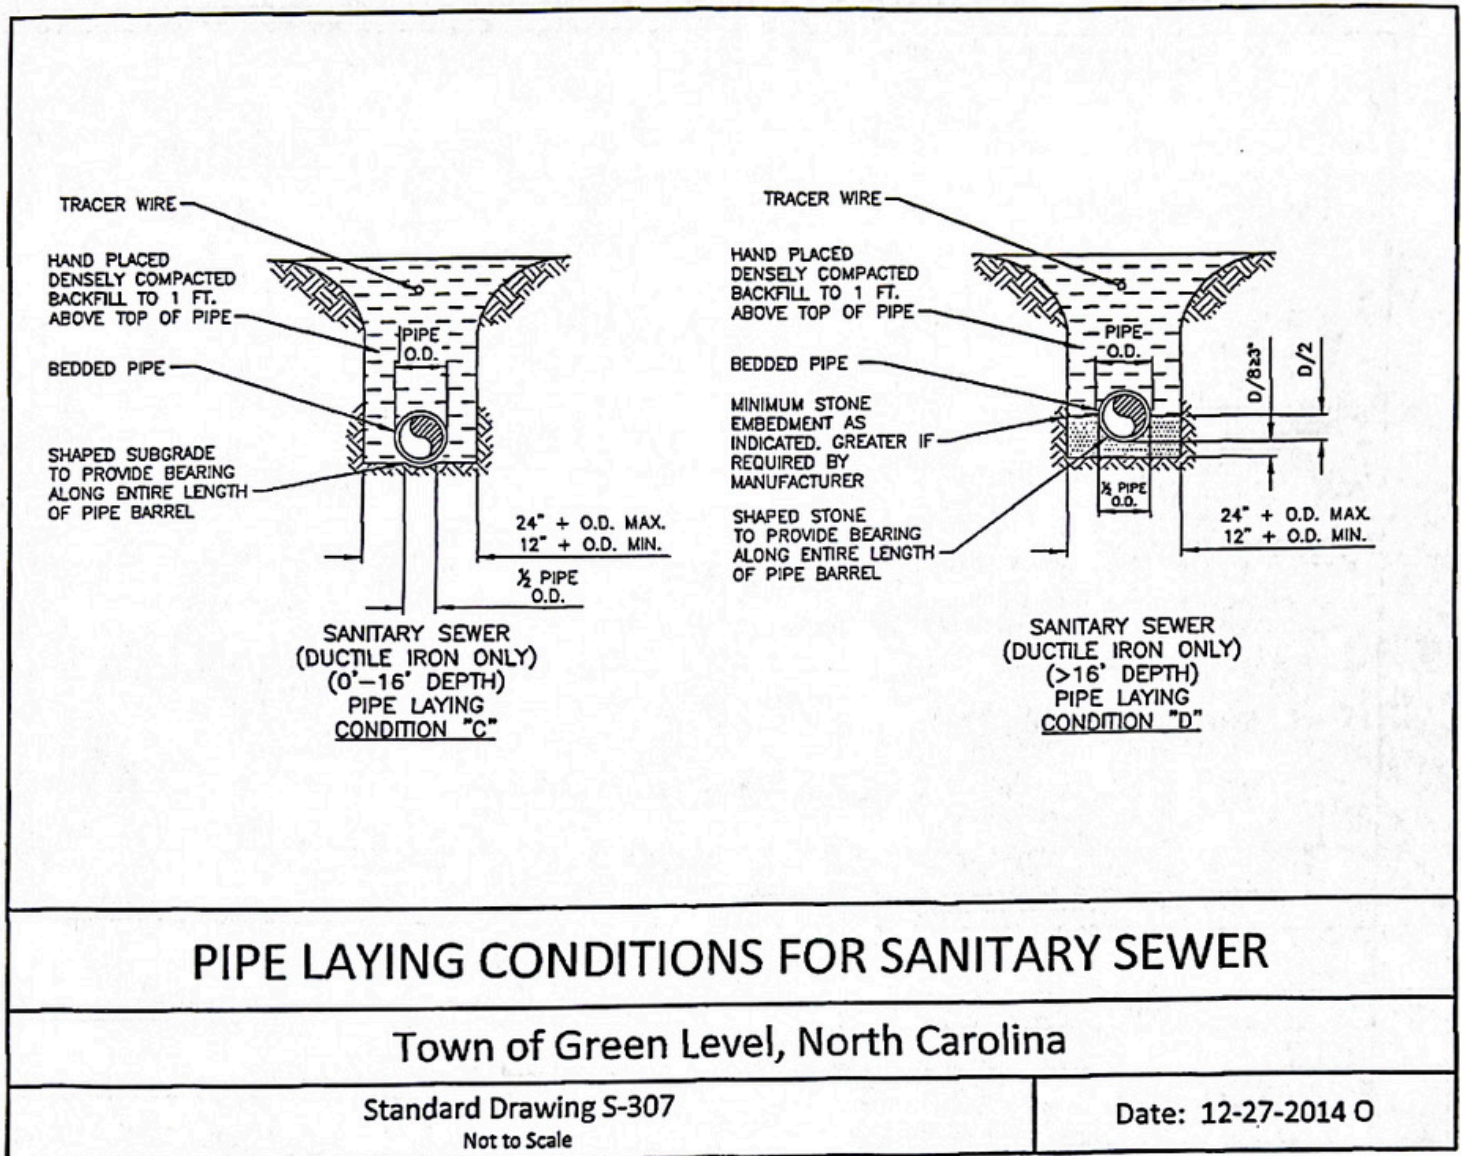 TRACER WIRE
HAND PLACED
DENSELY COMPACTED
BACKFILL TO 1 FT.
ABOVE TOP OF PIPE
PIPE
O.D.
BEDDED PIPE
SHAPED SUBGRADE
TO PROVIDE BEARING
ALONG ENTIRE LENGTH
OF PIPE BARREL
24" + O.D. MAX.
12" + O.D. MIN.
½ PIPE
O.D.
SANITARY SEWER
(DUCTILE IRON ONLY)
(0'-16' DEPTH)
PIPE LAYING
CONDITION "C"
TRACER WIRE
HAND PLACED
DENSELY COMPACTED
BACKFILL TO 1 FT.
ABOVE TOP OF PIPE
PIPE
O.D.
BEDDED PIPE
MINIMUM STONE
EMBEDMENT AS
INDICATED. GREATER IF
REQUIRED BY
MANUFACTURER
SHAPED STONE
TO PROVIDE BEARING
ALONG ENTIRE LENGTH
OF PIPE BARREL
½ PIPE
O.D.
D/8≥3"
D/2
24" + O.D. MAX.
12" + O.D. MIN.
SANITARY SEWER
(DUCTILE IRON ONLY)
(>16' DEPTH)
PIPE LAYING
CONDITION "D"
PIPE LAYING CONDITIONS FOR SANITARY SEWER
Town of Green Level, North Carolina
Standard Drawing S-307
Not to Scale
Date: 12-27-2014 O